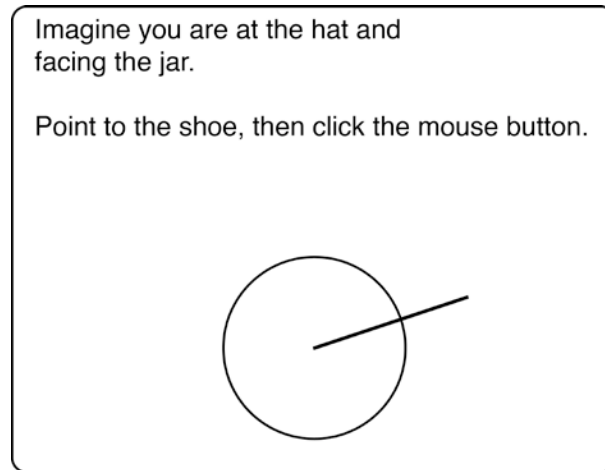 Imagine you are at the hat and
facing the jar.
Point to the shoe, then click the mouse button.